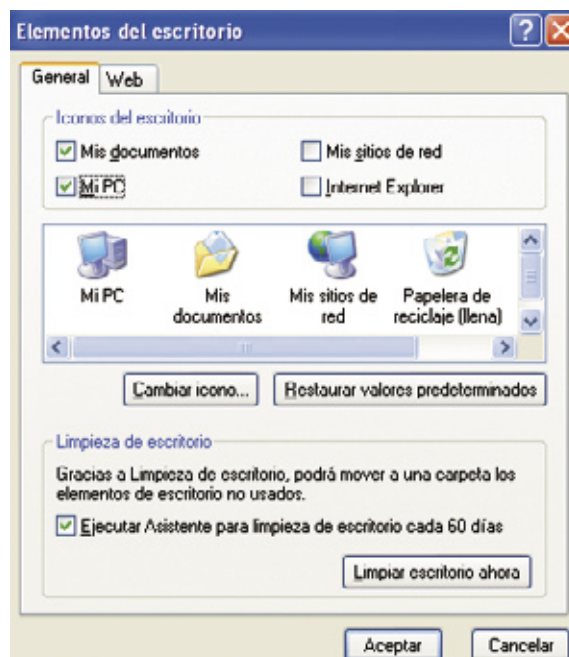 Elementos del escritorio
General Web
Iconos del escritorio
Mis documentos Mis sitios de red
Mi PC Internet Explorer
Mi PC Mis documentos Mis sitios de red Papelera de reciclaje (llena)
Cambiar icono... Restaurar valores predeterminados
Limpieza de escritorio
Gracias a Limpieza de escritorio, podrá mover a una carpeta los
elementos de escritorio no usados.
Ejecutar Asistente para limpieza de escritorio cada 60 días
Limpiar escritorio ahora
Aceptar Cancelar